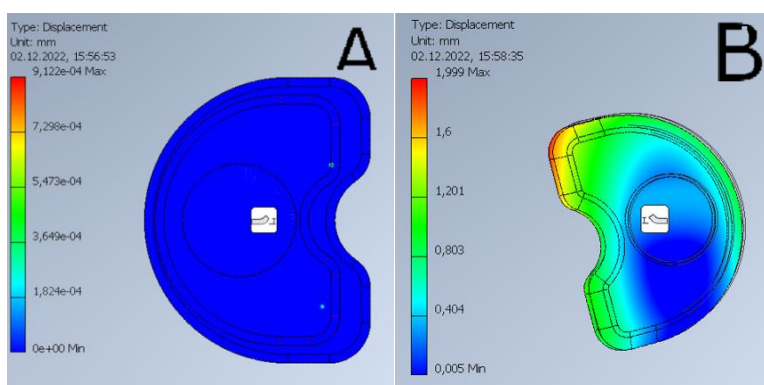 Type: Displacement
Unit: mm
02.12.2022, 15:56:53
9,122e-04 Max
7,298e-04
5,473e-04
3,649e-04
1,824e-04
0e+00 Min
A
Type: Displacement
Unit: mm
02.12.2022, 15:58:35
1,999 Max
1,6
1,201
0,803
0,404
0,005 Min
B